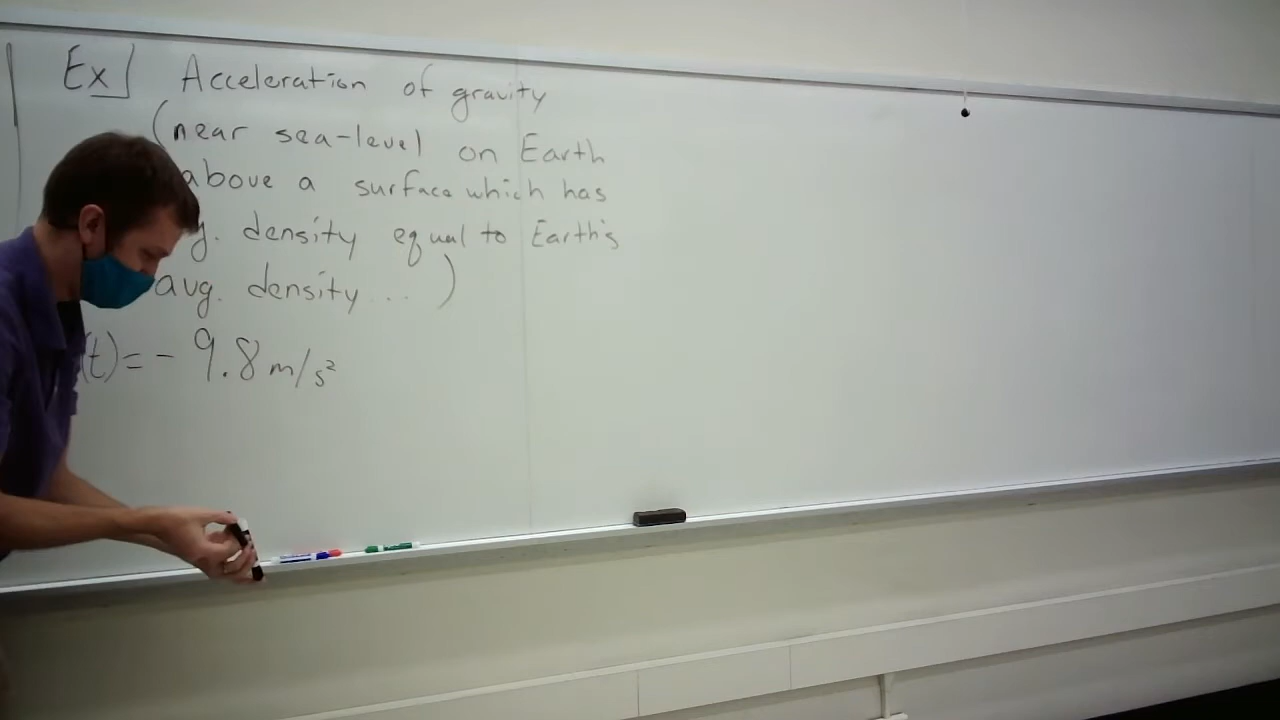 Ex] Acceleration of gravity
(near sea-level on Earth
above a surface which has
density equal to Earth's
avg. density ... )
(t) = - 9.8 m/s²